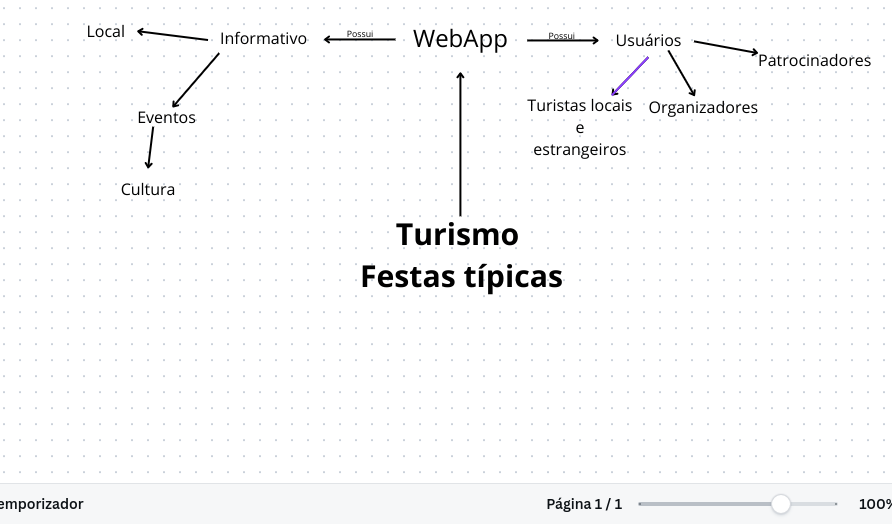 Local
Informativo
Possui
WebApp
Possui
Usuários
Patrocinadores
Eventos
Turistas locais
e
estrangeiros
Organizadores
Cultura
Turismo
Festas típicas
emporizador
Página 1 / 1
100%